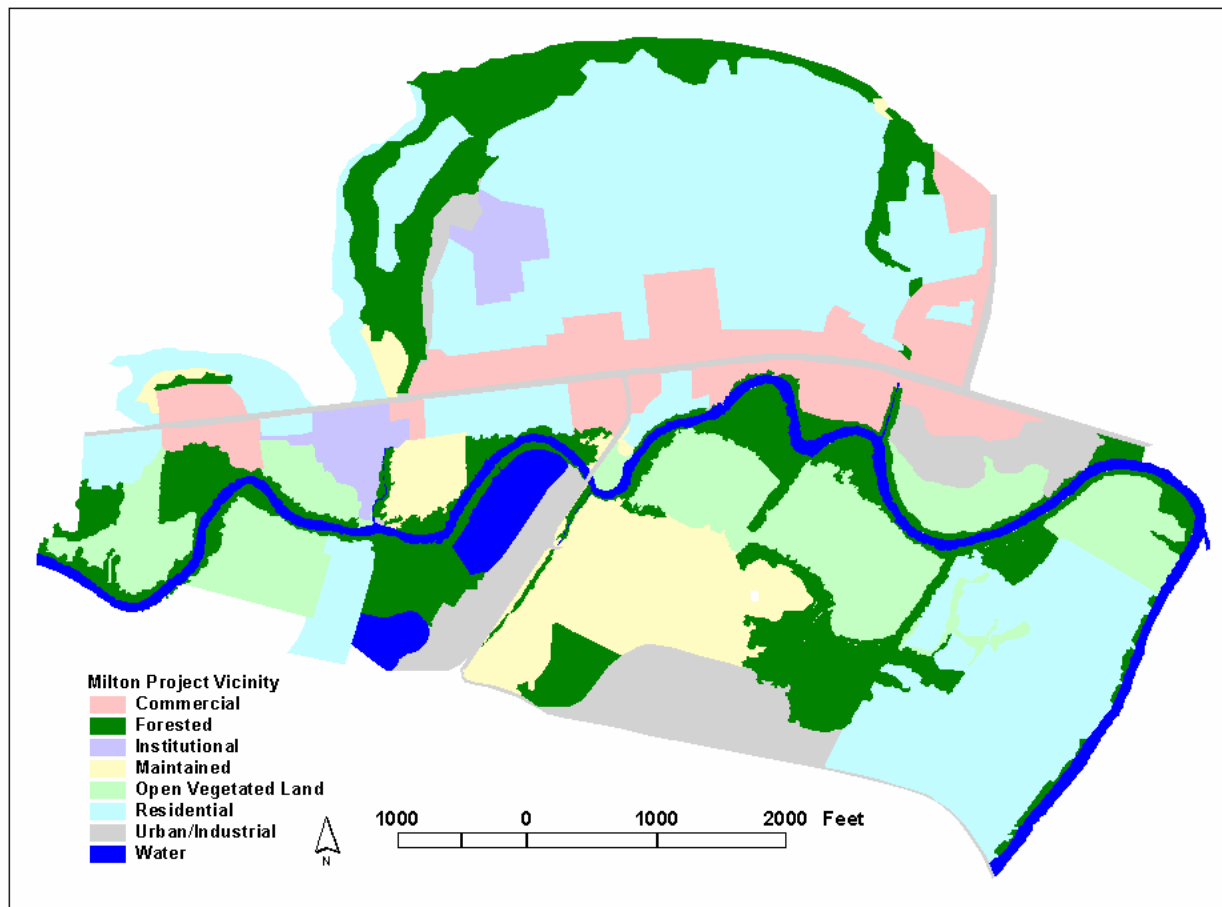 Milton Project Vicinity
Commercial
Forested
Institutional
Maintained
Open Vegetated Land
Residential
Urban/Industrial
Water
N
1000 0 1000 2000 Feet